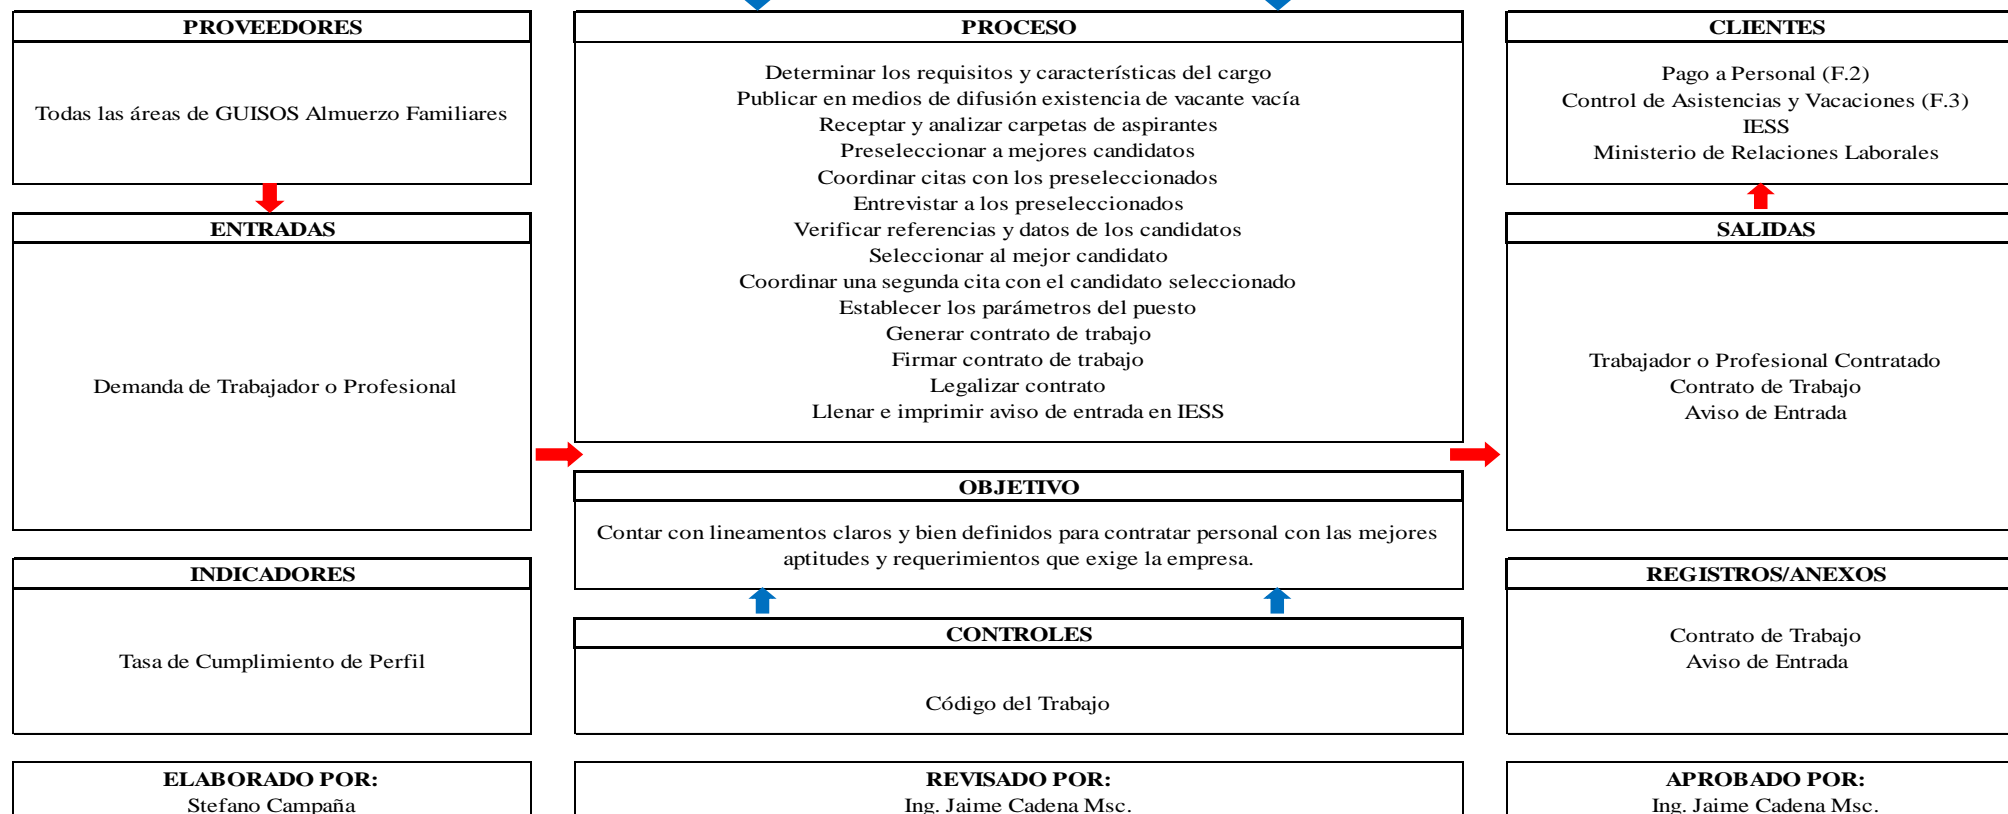 PROVEEDORES
Todas las áreas de GUISOS Almuerzo Familiares
ENTRADAS
Demanda de Trabajador o Profesional
INDICADORES
Tasa de Cumplimiento de Perfil
ELABORADO POR:
Stefano Campaña
PROCESO
Determinar los requisitos y características del cargo
Publicar en medios de difusión existencia de vacante vacía
Receptar y analizar carpetas de aspirantes
Preseleccionar a mejores candidatos
Coordinar citas con los preseleccionados
Entrevistar a los preseleccionados
Verificar referencias y datos de los candidatos
Seleccionar al mejor candidato
Coordinar una segunda cita con el candidato seleccionado
Establecer los parámetros del puesto
Generar contrato de trabajo
Firmar contrato de trabajo
Legalizar contrato
Llenar e imprimir aviso de entrada en IESS
OBJETIVO
Contar con lineamentos claros y bien definidos para contratar personal con las mejores
aptitudes y requerimientos que exige la empresa.
CONTROLES
Código del Trabajo
REVISADO POR:
Ing. Jaime Cadena Msc.
CLIENTES
Pago a Personal (F.2)
Control de Asistencias y Vacaciones (F.3)
IESS
Ministerio de Relaciones Laborales
SALIDAS
Trabajador o Profesional Contratado
Contrato de Trabajo
Aviso de Entrada
REGISTROS/ANEXOS
Contrato de Trabajo
Aviso de Entrada
APROBADO POR:
Ing. Jaime Cadena Msc.